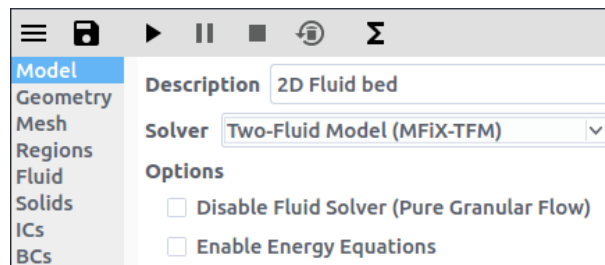 Σ
Model
Geometry
Mesh
Regions
Fluid
Solids
ICs
BCs
Description 2D Fluid bed
Solver Two-Fluid Model (MFiX-TFM)
Options
Disable Fluid Solver (Pure Granular Flow)
Enable Energy Equations